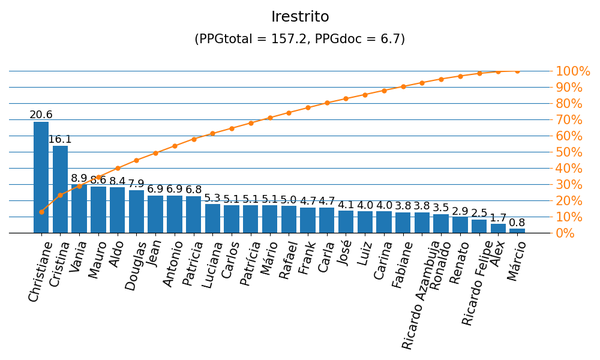 Irestrito
(PPGtotal = 157.2, PPGdoc = 6.7)
100%
90%
80%
70%
60%
50%
40%
30%
20%
10%
0%
20.6
16.1
8.9
8.6
8.4
7.9
6.9
6.9
6.8
5.3
5.1
5.1
5.1
5.0
4.7
4.7
4.1
4.0
4.0
3.8
3.8
3.5
2.9
2.5
1.7
0.8
Christiane
Cristina
Vania
Mauro
Aldo
Douglas
Jean
Antonio
Patricia
Luciana
Carlos
Patrícia
Mário
Rafael
Frank
Carla
José
Luiz
Carina
Fabiane
Ricardo Azambuja
Ronaldo
Renato
Ricardo Felipe
Alex
Márcio